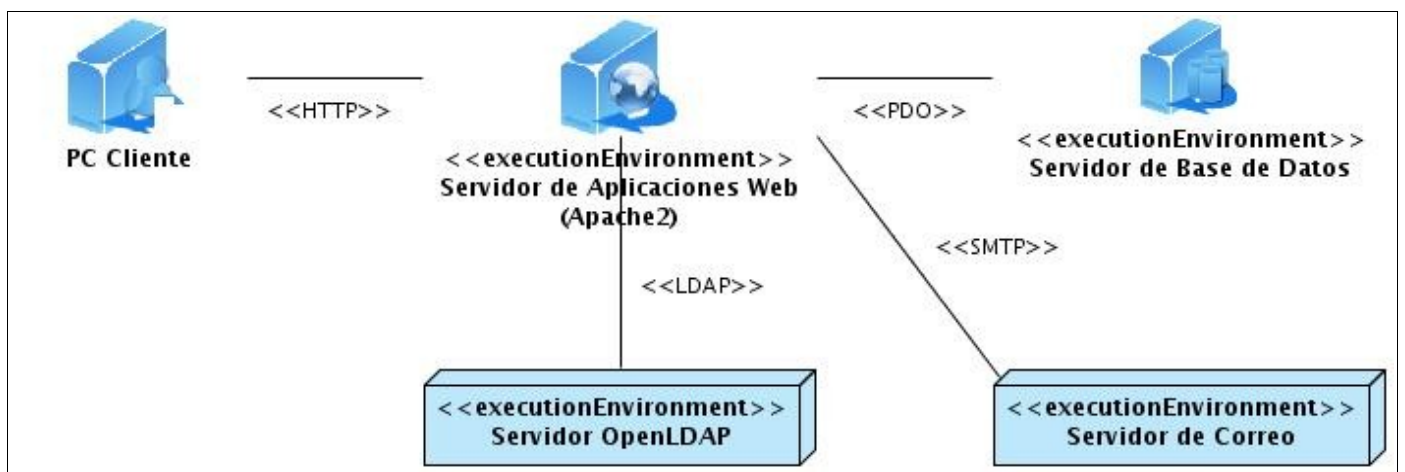 <<HTTP>>
PC Cliente
<<executionEnvironment>>
Servidor de Aplicaciones Web
(Apache2)
<<PDO>>
<<executionEnvironment>>
Servidor de Base de Datos
<<SMTP>>
<<LDAP>>
<<executionEnvironment>>
Servidor OpenLDAP
<<executionEnvironment>>
Servidor de Correo